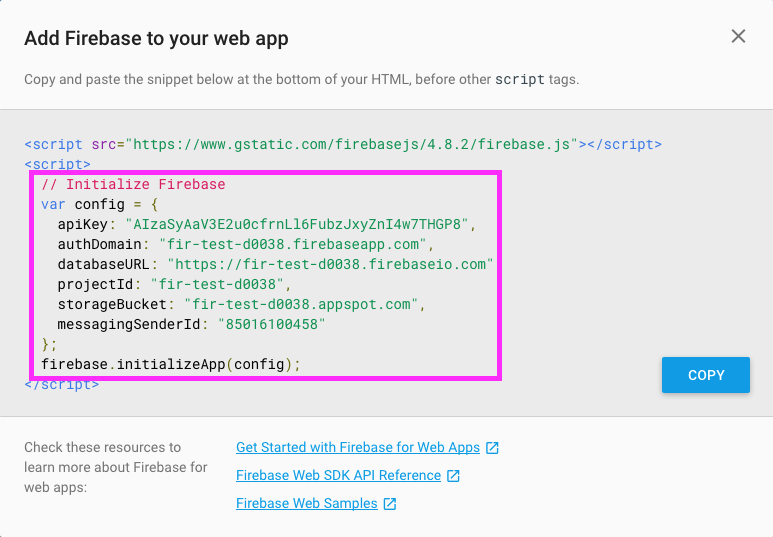 Add Firebase to your web app
Copy and paste the snippet below at the bottom of your HTML, before other script tags.
<script src="https://www.gstatic.com/firebasejs/4.8.2/firebase.js"></script>
<script>
// Initialize Firebase
var config = {
apiKey: "AIzaSyAaV3E2u0cfrnLl6FubzJxyZnI4w7THGP8",
authDomain: "fir-test-d0038.firebaseapp.com",
databaseURL: "https://fir-test-d0038.firebaseio.com"
projectId: "fir-test-d0038",
storageBucket: "fir-test-d0038.appspot.com",
messagingSenderId: "85016100458"
};
firebase.initializeApp(config);
</script>
COPY
Check these resources to
learn more about Firebase for
web apps:
Get Started with Firebase for Web Apps
Firebase Web SDK API Reference
Firebase Web Samples